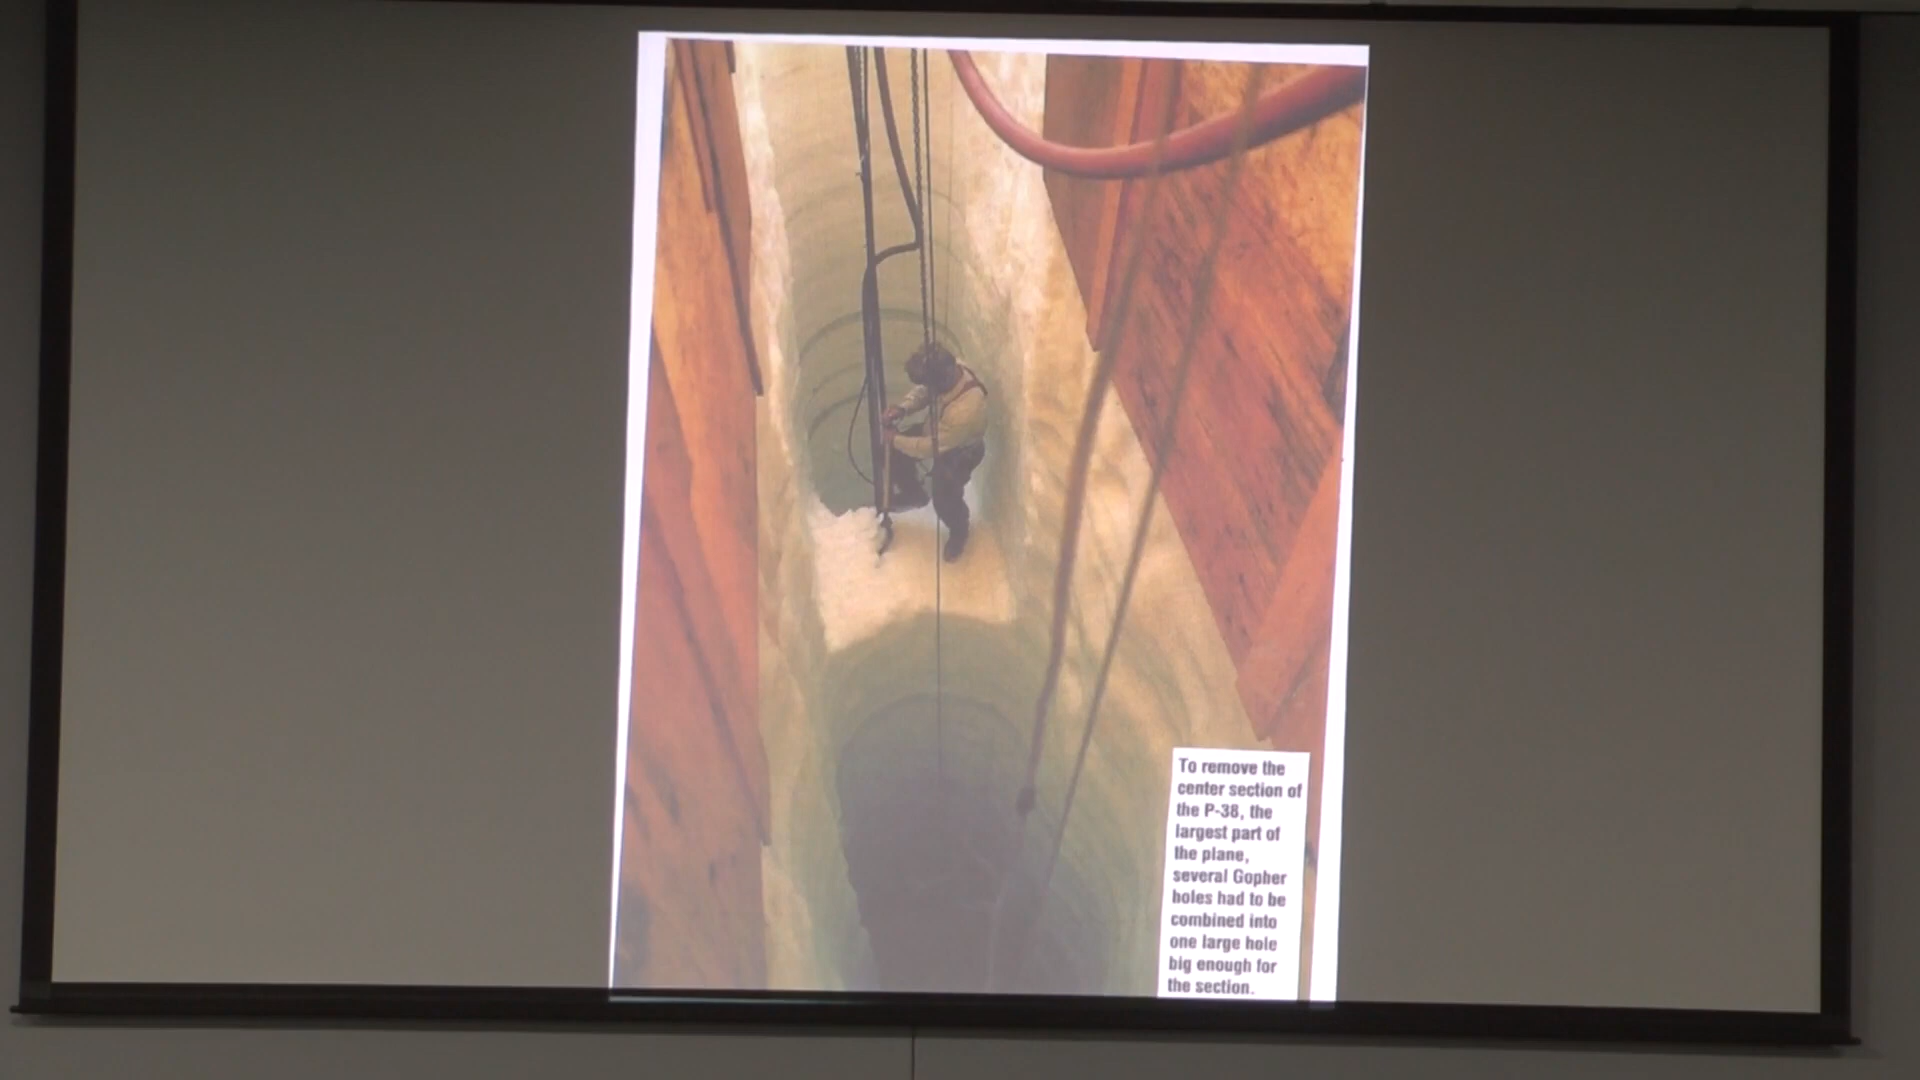 To remove the
center section of
the P-38, the
largest part of
the plane,
several Gopher
holes had to be
combined into
one large hole
big enough for
the section.